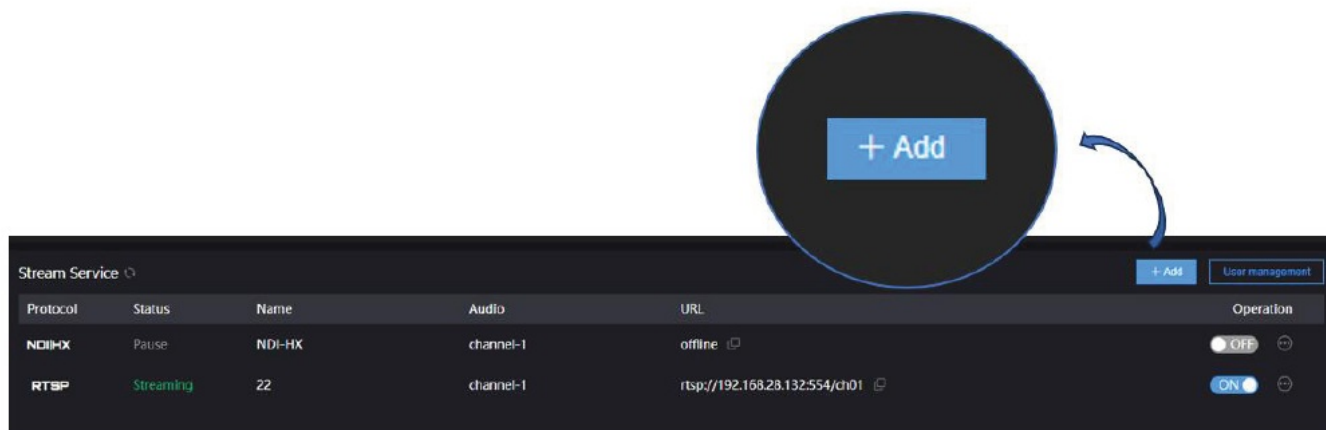 + Add
Stream Service + Add User management
Protocol Status Name Audio URL Operation
NDI|HX Pause NDI-HX channel-1 offline OFF
RTSP Streaming 22 channel-1 rtsp://192.168.28.132:554/ch01 ON